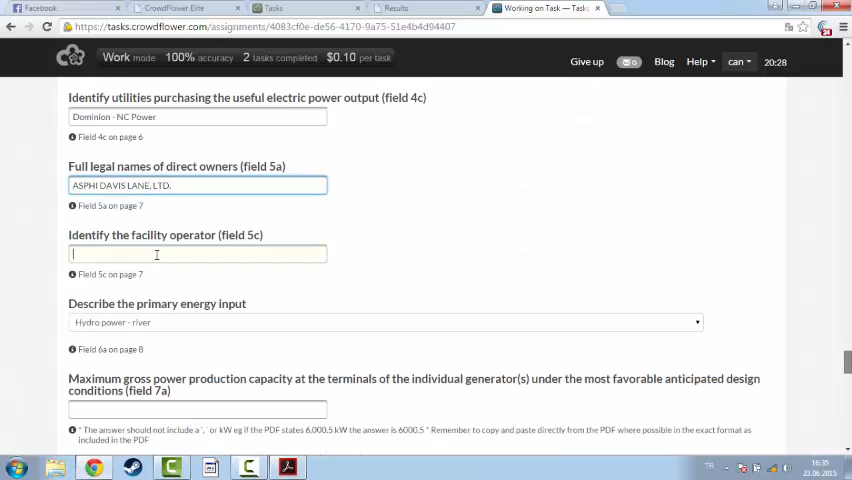 Facebook
CrowdFlower Elite
Tasks
Results
Working on Task — Task
https://tasks.crowdflower.com/assignments/4083cf0e-de56-4170-9a75-51e4b4d94407
Work mode 100% accuracy 2 tasks completed $0.10 per task
Give up 0 Blog Help can 20:28
Identify utilities purchasing the useful electric power output (field 4c)
Dominion - NC Power
Field 4c on page 6
Full legal names of direct owners (field 5a)
ASPHI DAVIS LANE, LTD.
Field 5a on page 7
Identify the facility operator (field 5c)
Field 5c on page 7
Describe the primary energy input
Hydro power - river
Field 6a on page 8
Maximum gross power production capacity at the terminals of the individual generator(s) under the most favorable anticipated design
conditions (field 7a)
* The answer should not include a ',' or kW eg if the PDF states 6,000.5 kW the answer is 6000.5 * Remember to copy and paste directly from the PDF where possible in the exact format as
included in the PDF
TR
16:35
23.06.2015